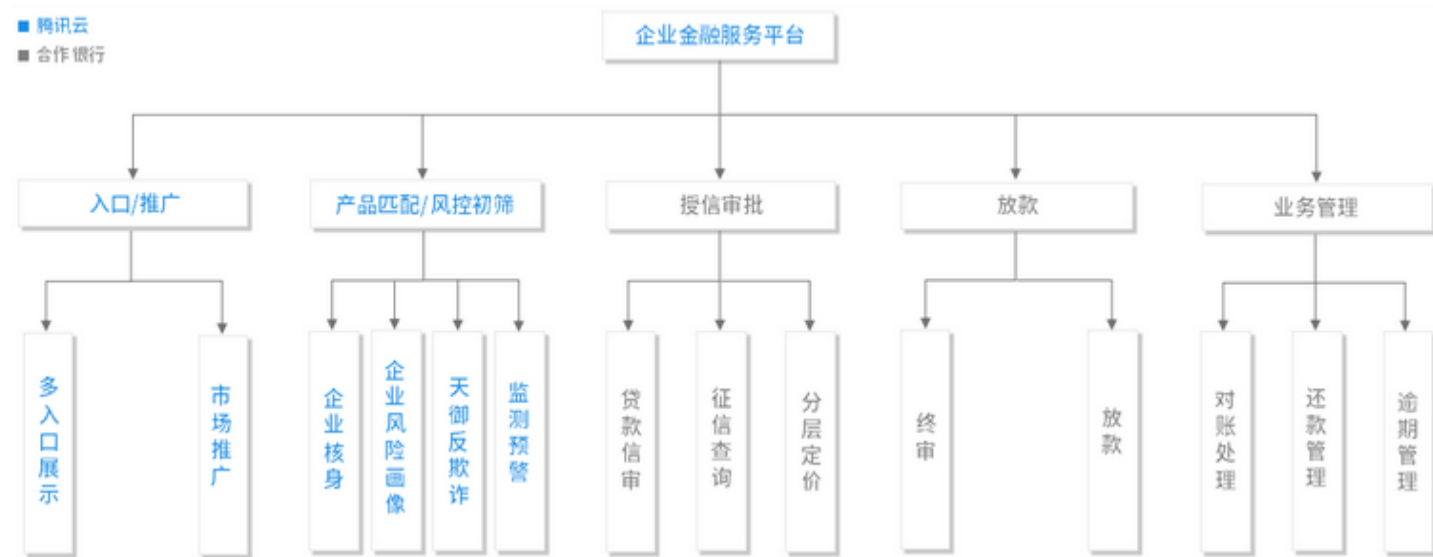 腾讯云
合作银行
企业金融服务平台
入口/推广
产品匹配/风控初筛
授信审批
放款
业务管理
多入口展示
市场推广
企业核身
企业风险画像
天御反欺诈
监测预警
贷款信审
征信查询
分层定价
终审
放款
对账处理
还款管理
逾期管理